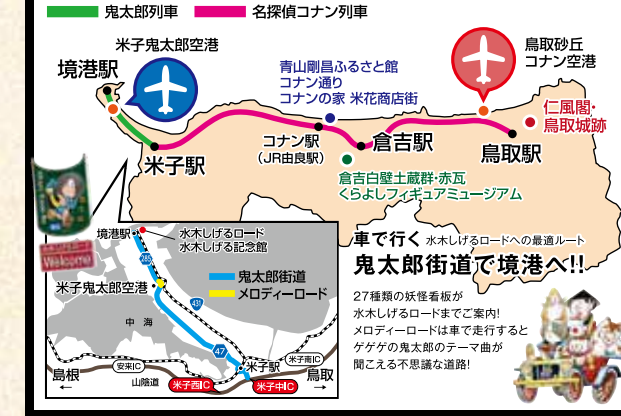 鬼太郎列車
名探偵コナン列車
米子鬼太郎空港
境港駅
青山剛昌ふるさと館
コナン通り
コナンの家 米花商店街
鳥取砂丘
コナン空港
仁風閣・
鳥取城跡
米子駅
コナン駅
（JR由良駅）
倉吉駅
鳥取駅
倉吉白壁土蔵群・赤瓦
くらよしフィギュアミュージアム
境港駅
水木しげるロード
水木しげる記念館
285
鬼太郎街道
メロディーロード
米子鬼太郎空港
431
中 海
47
米子駅
米子南IC
島根
←
安来IC
山陰道
米子西IC
米子中IC
鳥取
→
Welcome
車で行く 水木しげるロードへの最適ルート
鬼太郎街道で境港へ!!
27種類の妖怪看板が
水木しげるロードまでご案内!
メロディーロードは車で走行すると
ゲゲゲの鬼太郎のテーマ曲が
聞こえる不思議な道路!